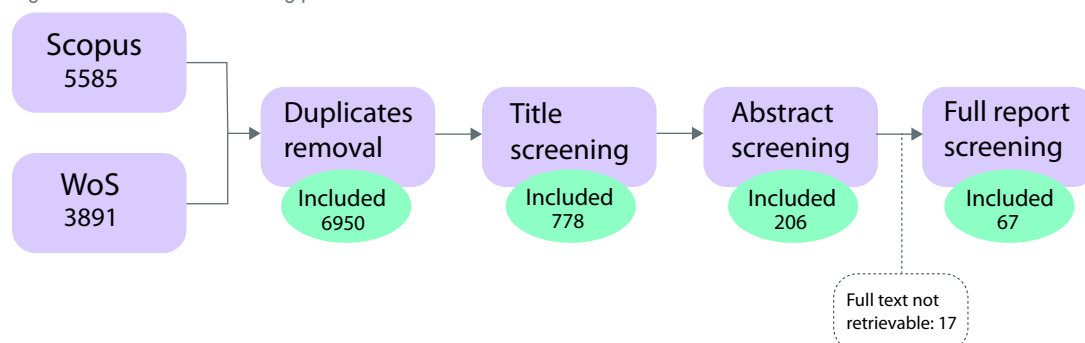 Scopus
5585
WoS
3891
Duplicates
removal
Included
6950
Title
screening
Included
778
Abstract
screening
Included
206
Full report
screening
Included
67
Full text not
retrievable: 17